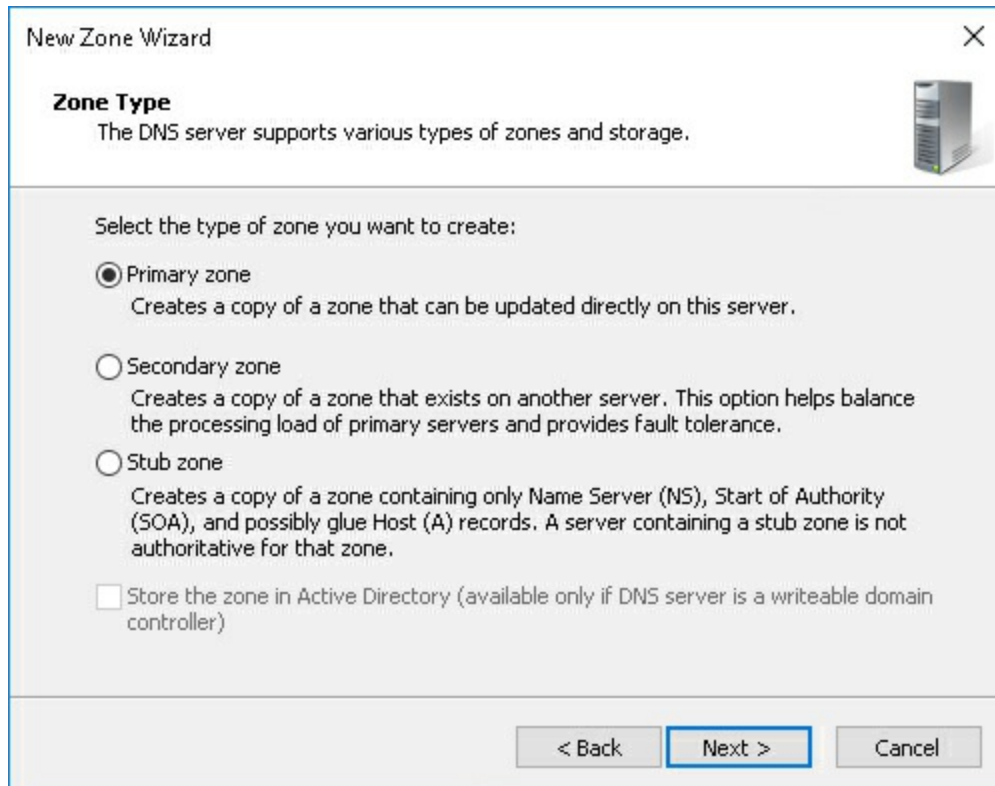 New Zone Wizard
Zone Type
The DNS server supports various types of zones and storage.
Select the type of zone you want to create:
Primary zone
Creates a copy of a zone that can be updated directly on this server.
Secondary zone
Creates a copy of a zone that exists on another server. This option helps balance
the processing load of primary servers and provides fault tolerance.
Stub zone
Creates a copy of a zone containing only Name Server (NS), Start of Authority
(SOA), and possibly glue Host (A) records. A server containing a stub zone is not
authoritative for that zone.
Store the zone in Active Directory (available only if DNS server is a writeable domain
controller)
< Back Next > Cancel